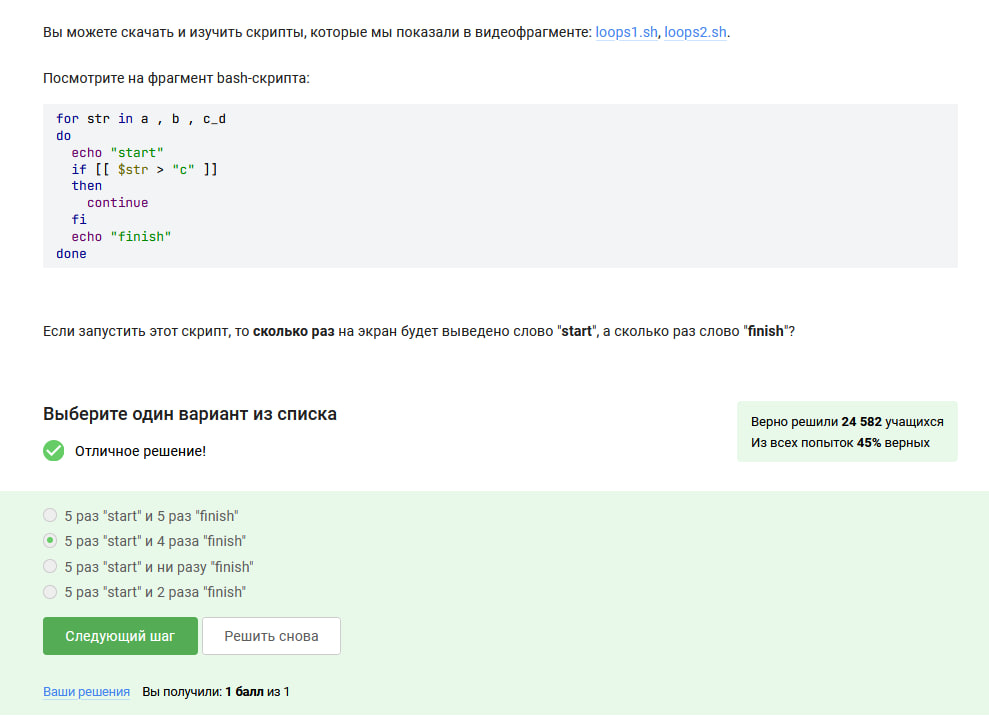 Вы можете скачать и изучить скрипты, которые мы показали в видеофрагменте: loops1.sh, loops2.sh.
Посмотрите на фрагмент bash-скрипта:
for str in a , b , c_d
do
  echo "start"
  if [[ $str > "c" ]]
  then
    continue
  fi
  echo "finish"
done
Если запустить этот скрипт, то сколько раз на экран будет выведено слово "start", а сколько раз слово "finish"?
Выберите один вариант из списка
Отличное решение!
Верно решили 24 582 учащихся
Из всех попыток 45% верных
5 раз "start" и 5 раз "finish"
5 раз "start" и 4 раза "finish"
5 раз "start" и ни разу "finish"
5 раз "start" и 2 раза "finish"
Следующий шаг
Решить снова
Ваши решения Вы получили: 1 балл из 1